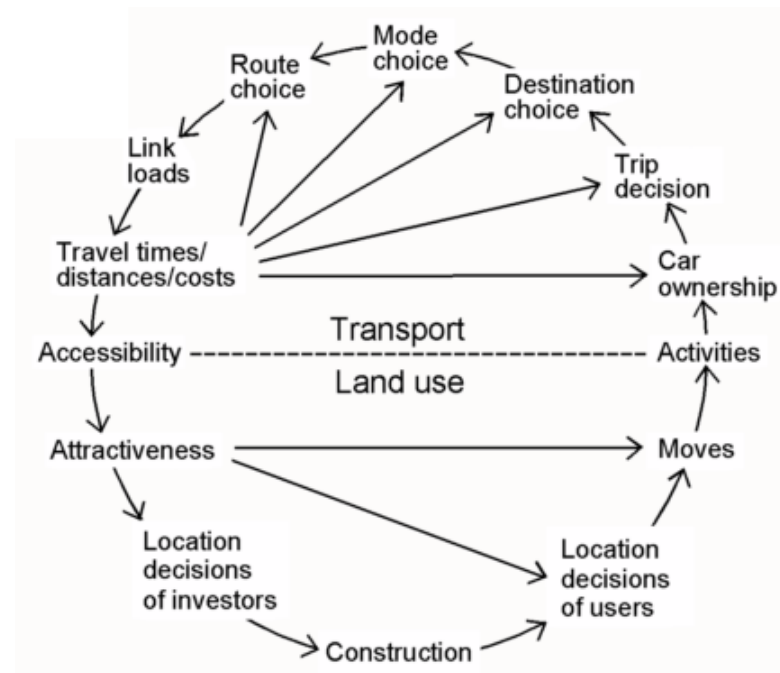 Mode
choice
Route
choice
Destination
choice
Link
loads
Trip
decision
Travel times/
distances/costs
Car
ownership
Transport
Accessibility
Activities
Land use
Attractiveness
Moves
Location
decisions
of investors
Location
decisions
of users
Construction